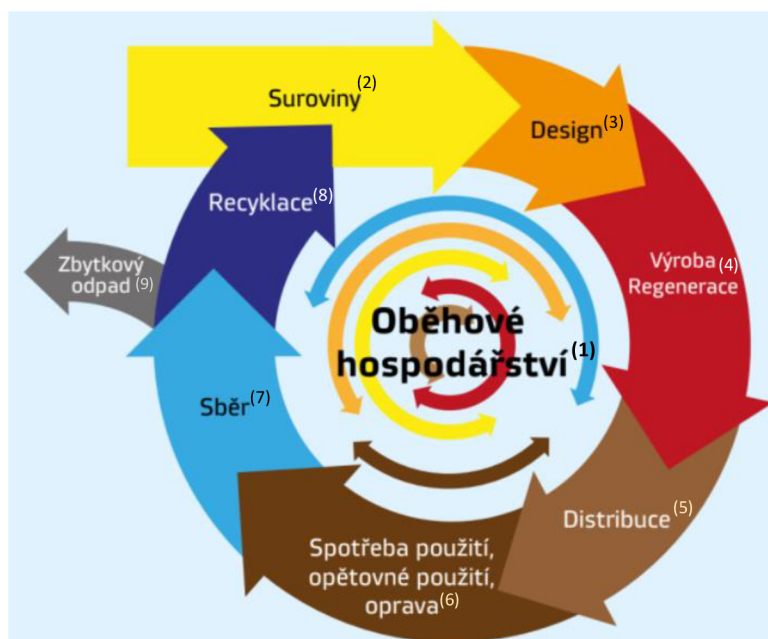 Suroviny(2)
Design(3)
Recyklace(8)
Zbytkový
odpad (9)
Výroba(4)
Regenerace
Oběhové
hospodářství(1)
Sběr(7)
Distribuce(5)
Spotřeba použití,
opětovné použití,
oprava(6)